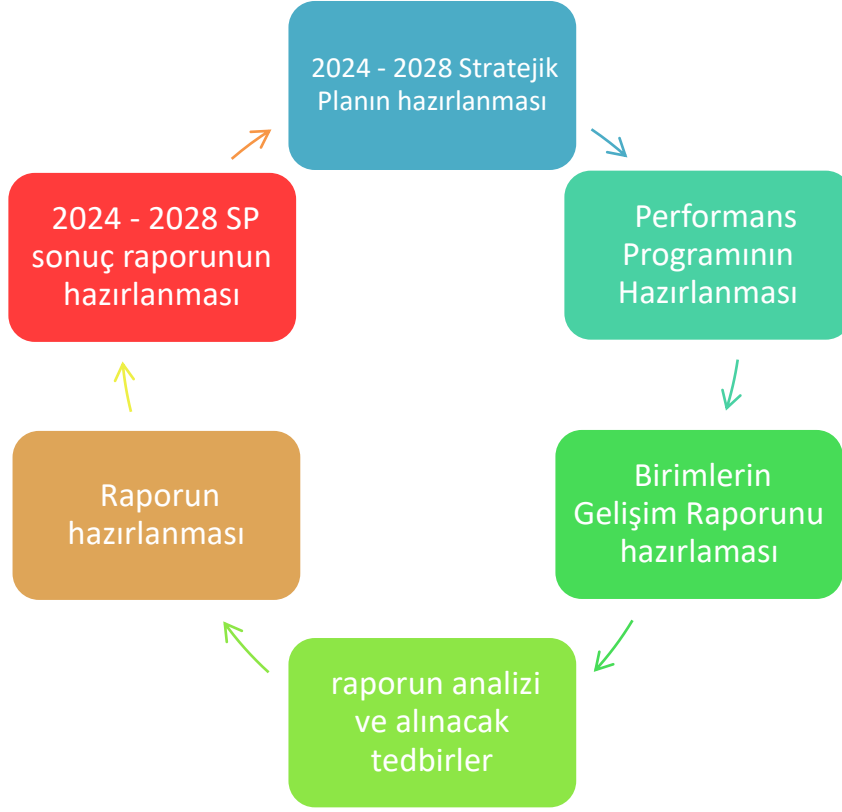 2024 - 2028 Stratejik
Planın hazırlanması
Performans
Programının
Hazırlanması
Birimlerin
Gelişim Raporunu
hazırlaması
raporun analizi
ve alınacak
tedbirler
Raporun
hazırlanması
2024 - 2028 SP
sonuç raporunun
hazırlanması